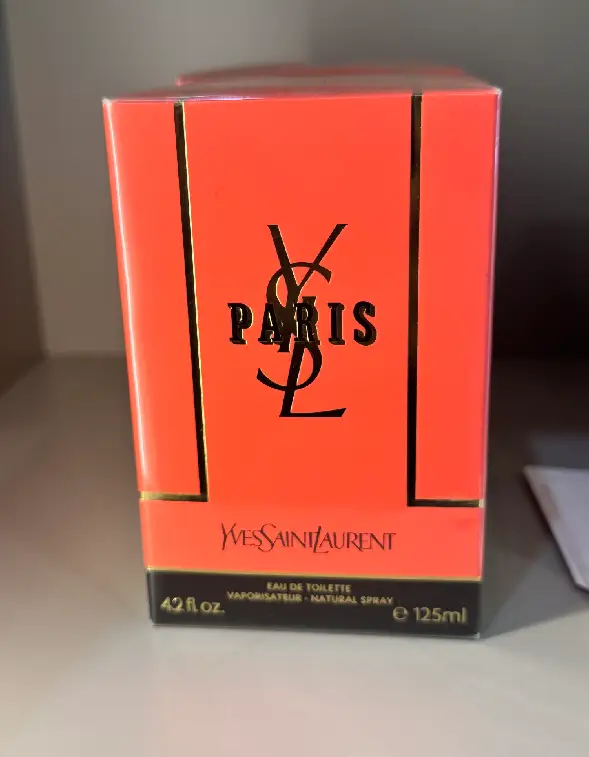 YSL
PARIS
YVESSAINTLAURENT
EAU DE TOILETTE
VAPORISATEUR - NATURAL SPRAY
4.2 fl. oz.
℮ 125ml